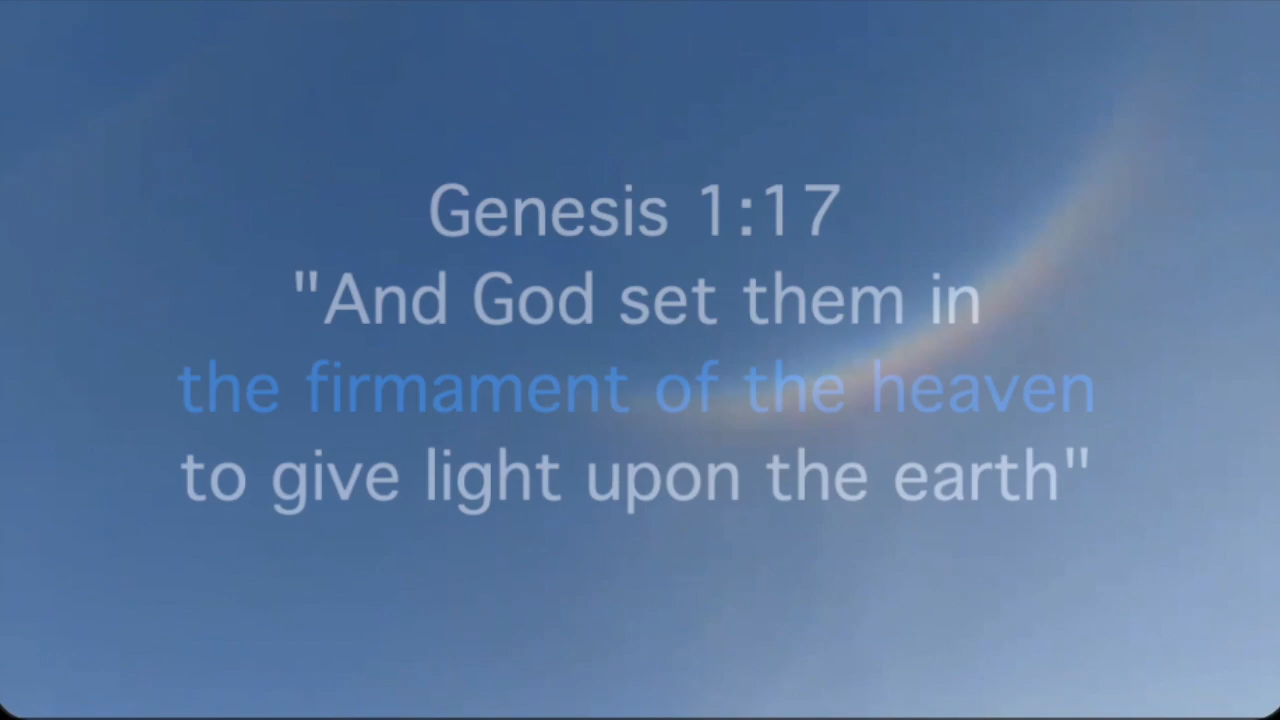 Genesis 1:17
"And God set them in
the firmament of the heaven
to give light upon the earth"